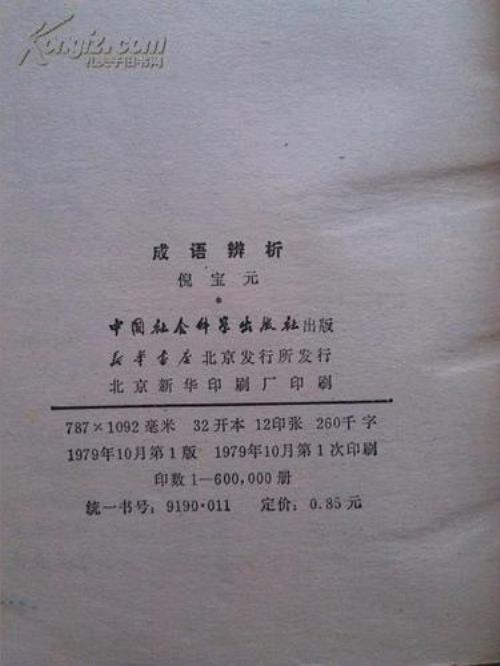 Kongfz.com
孔夫子旧书网
成语辨析
倪宝元
中国社会科学出版社出版
新华书店北京发行所发行
北京新华印刷厂印刷
787×1092毫米 32开本 12印张 260千字
1979年10月第1版 1979年10月第1次印刷
印数1—600,000册
统一书号：9190·011 定价：0.85元